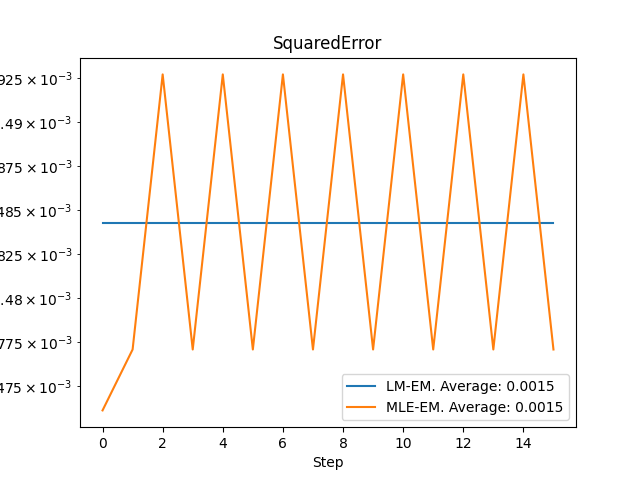 SquaredError
925 × 10⁻³
.49 × 10⁻³
875 × 10⁻³
485 × 10⁻³
825 × 10⁻³
.48 × 10⁻³
775 × 10⁻³
475 × 10⁻³
LM-EM. Average: 0.0015
MLE-EM. Average: 0.0015
0 2 4 6 8 10 12 14
Step